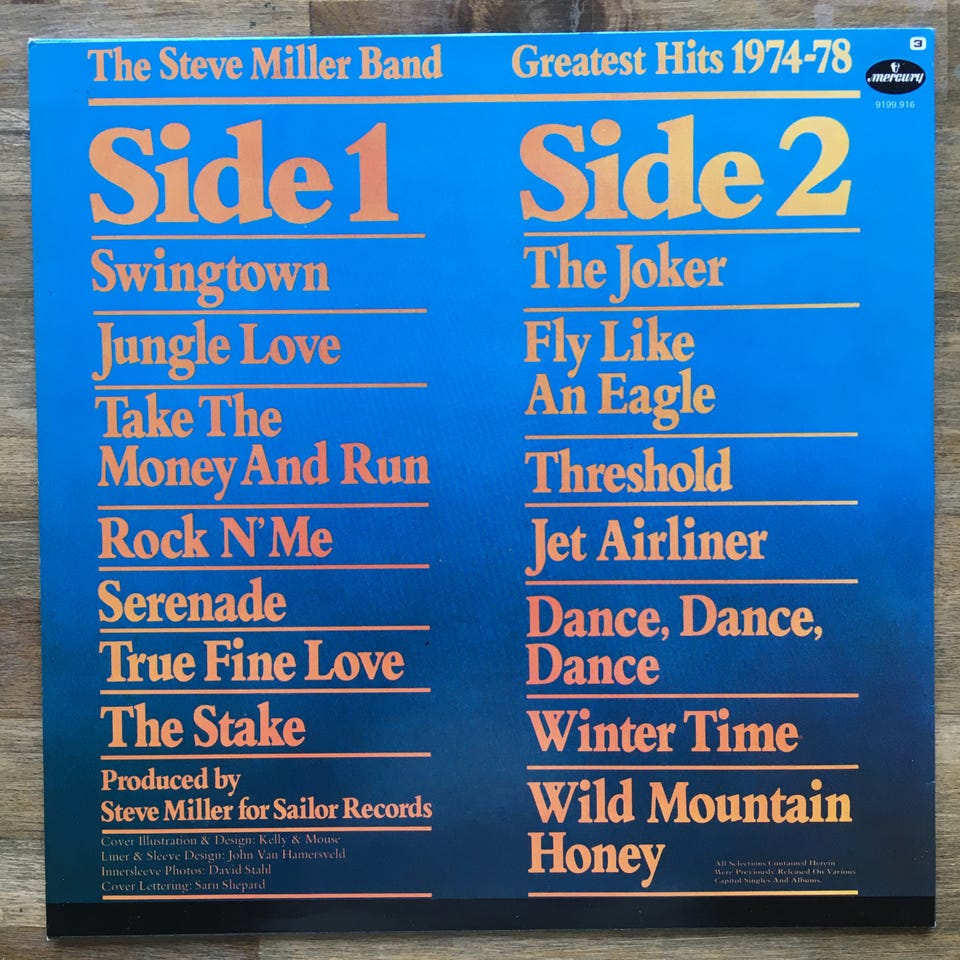 The Steve Miller Band
Greatest Hits 1974-78
3
mercury
9199.916
Side 1
Swingtown
Jungle Love
Take The
Money And Run
Rock N' Me
Serenade
True Fine Love
The Stake
Produced by
Steve Miller for Sailor Records
Cover Illustration & Design: Kelly & Mouse
Liner & Sleeve Design: John Van Hamersveld
Innersleeve Photos: David Stahl
Cover Lettering: Sarn Shepard
Side 2
The Joker
Fly Like
An Eagle
Threshold
Jet Airliner
Dance, Dance,
Dance
Winter Time
Wild Mountain
Honey
All Selections Contained Herein
Were Previously Released On Various
Capitol Singles And Albums.